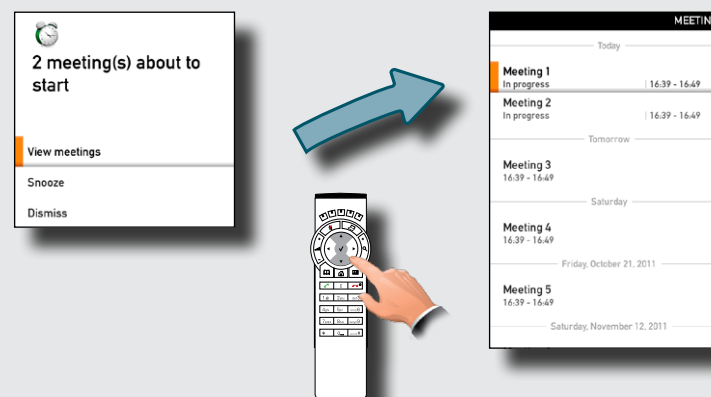 2 meeting(s) about to
start
View meetings
Snooze
Dismiss
MEETIN
Today
Meeting 1
In progress | 16:39 - 16:49
Meeting 2
In progress | 16:39 - 16:49
Tomorrow
Meeting 3
16:39 - 16:49
Saturday
Meeting 4
16:39 - 16:49
Friday, October 21, 2011
Meeting 5
16:39 - 16:49
Saturday, November 12, 2011